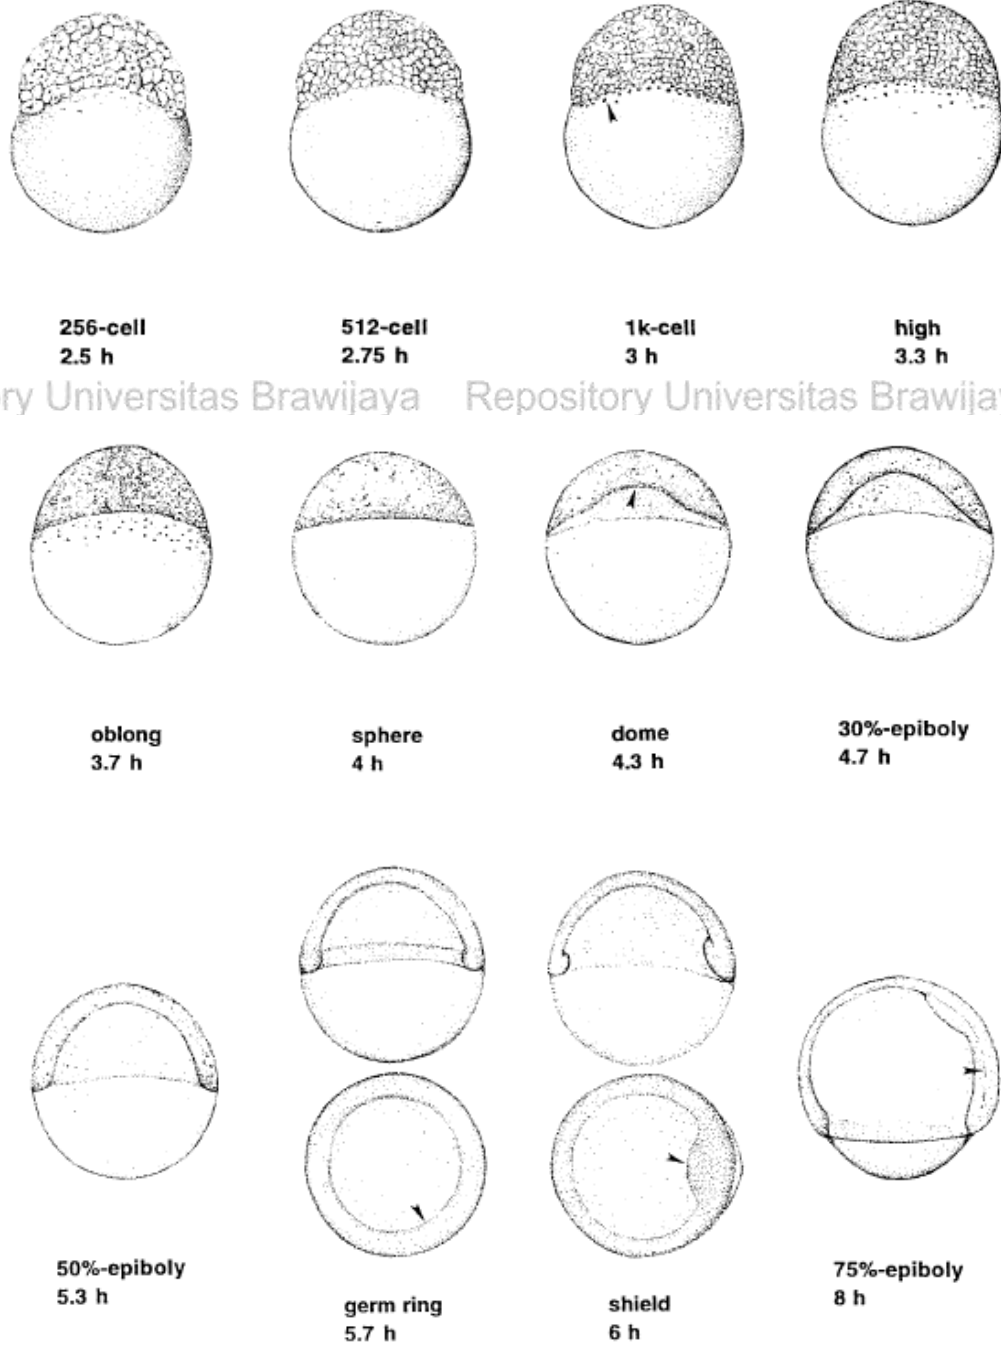 256-cell 512-cell 1k-cell high
2.5 h 2.75 h 3 h 3.3 h
ry Universitas Brawijaya Repository Universitas Brawija
oblong sphere dome 30%-epiboly
3.7 h 4 h 4.3 h 4.7 h
50%-epiboly germ ring shield 75%-epiboly
5.3 h 5.7 h 6 h 8 h